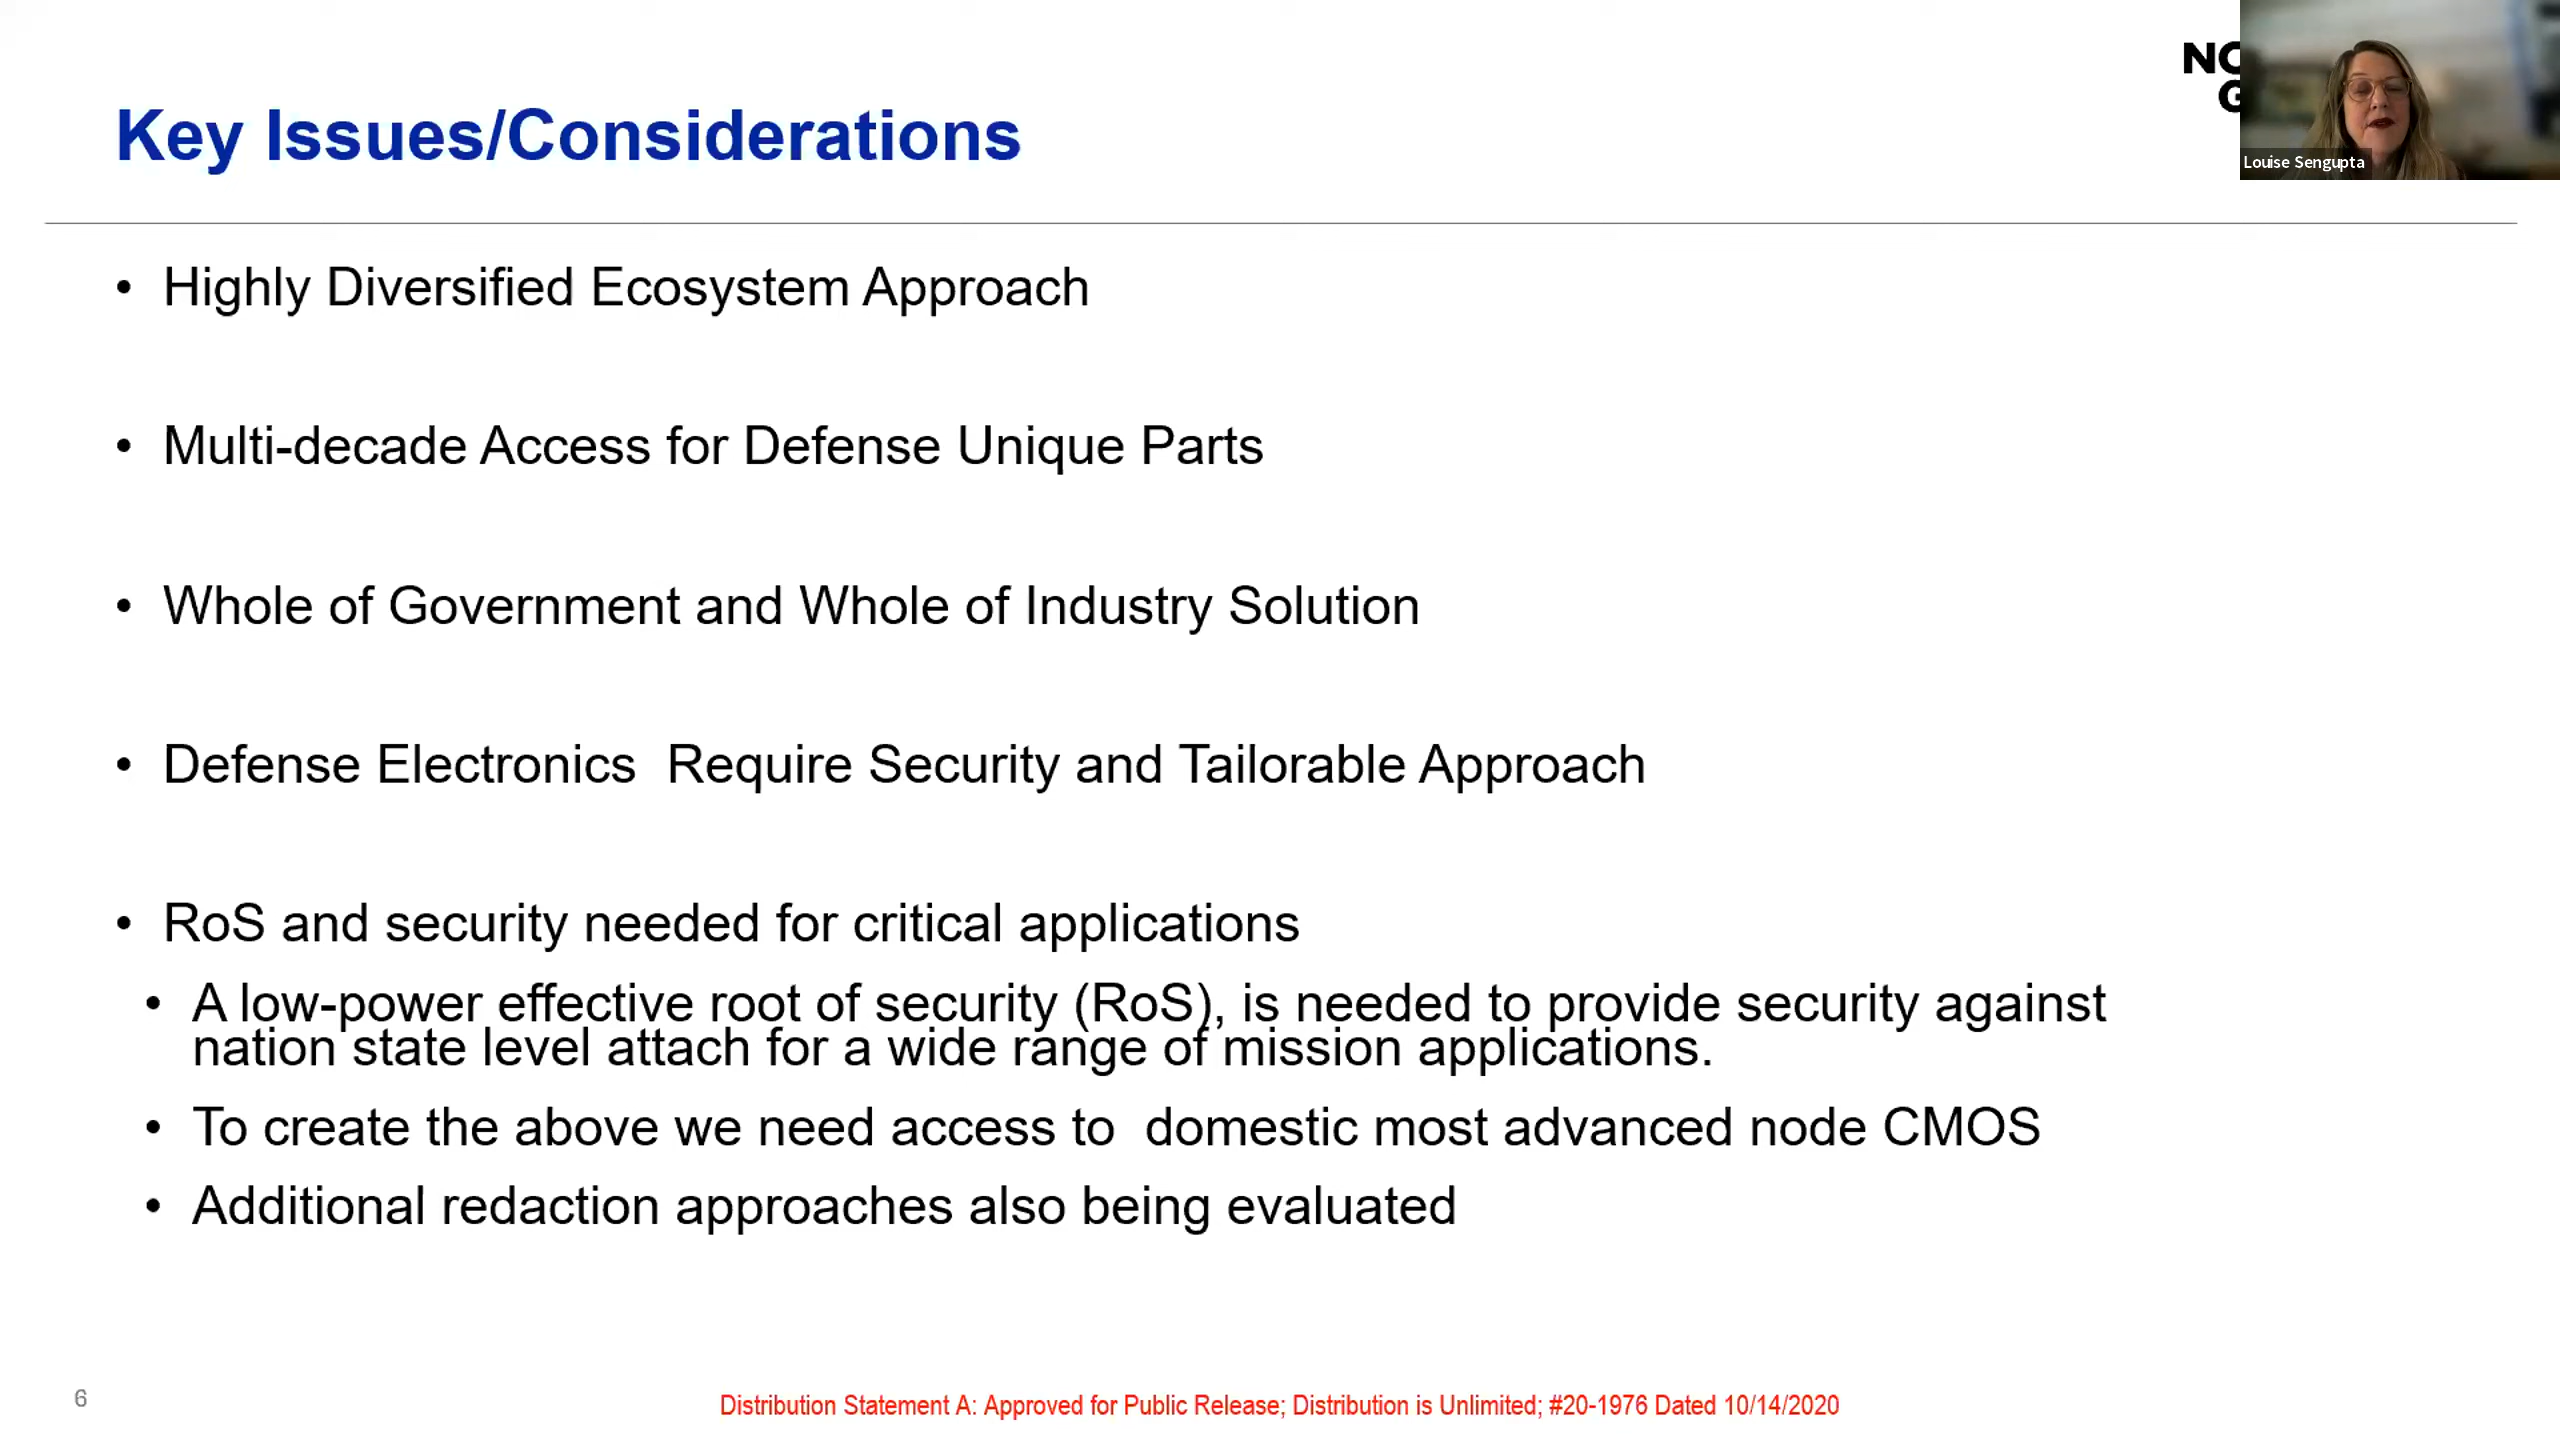 Key Issues/Considerations
Louise Sengupta
• Highly Diversified Ecosystem Approach
• Multi-decade Access for Defense Unique Parts
• Whole of Government and Whole of Industry Solution
• Defense Electronics  Require Security and Tailorable Approach
• RoS and security needed for critical applications
• A low-power effective root of security (RoS), is needed to provide security against
nation state level attach for a wide range of mission applications.
• To create the above we need access to  domestic most advanced node CMOS
• Additional redaction approaches also being evaluated
6
Distribution Statement A: Approved for Public Release; Distribution is Unlimited; #20-1976 Dated 10/14/2020